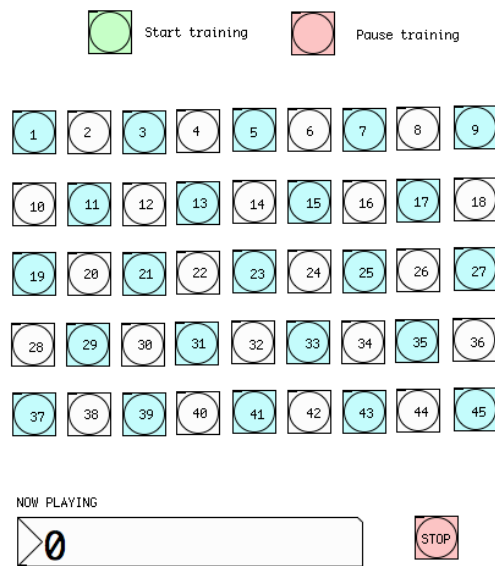 Start training Pause training
1 2 3 4 5 6 7 8 9
10 11 12 13 14 15 16 17 18
19 20 21 22 23 24 25 26 27
28 29 30 31 32 33 34 35 36
37 38 39 40 41 42 43 44 45
NOW PLAYING
0
STOP